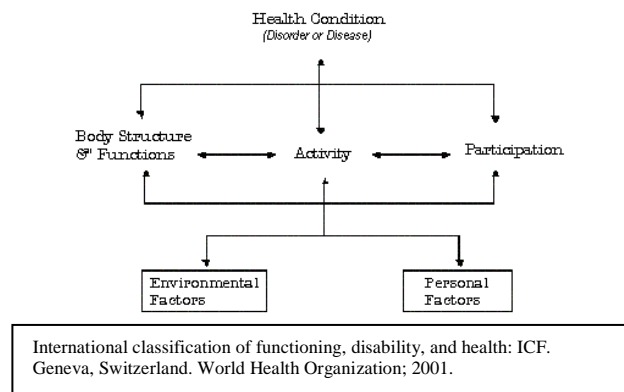 Health Condition
(Disorder or Disease)
Body Structure
&" Functions
Activity
Participation
Environmental
Factors
Personal
Factors
International classification of functioning, disability, and health: ICF.
Geneva, Switzerland. World Health Organization; 2001.